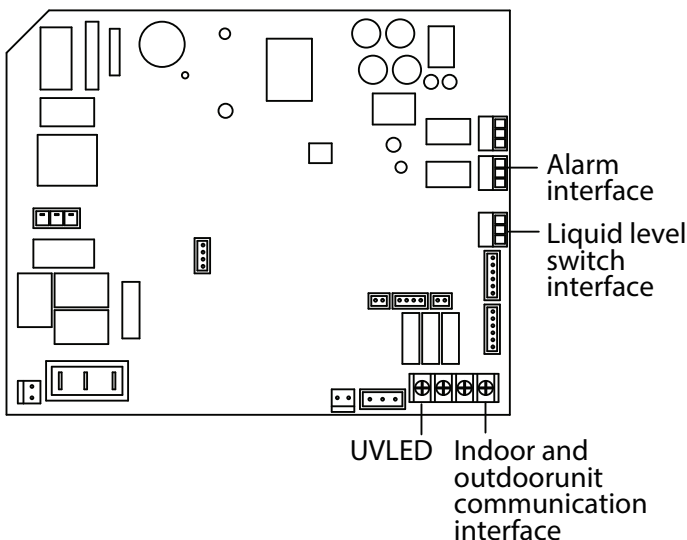 Alarm
interface
Liquid level
switch
interface
UVLED
Indoor and
outdoorunit
communication
interface